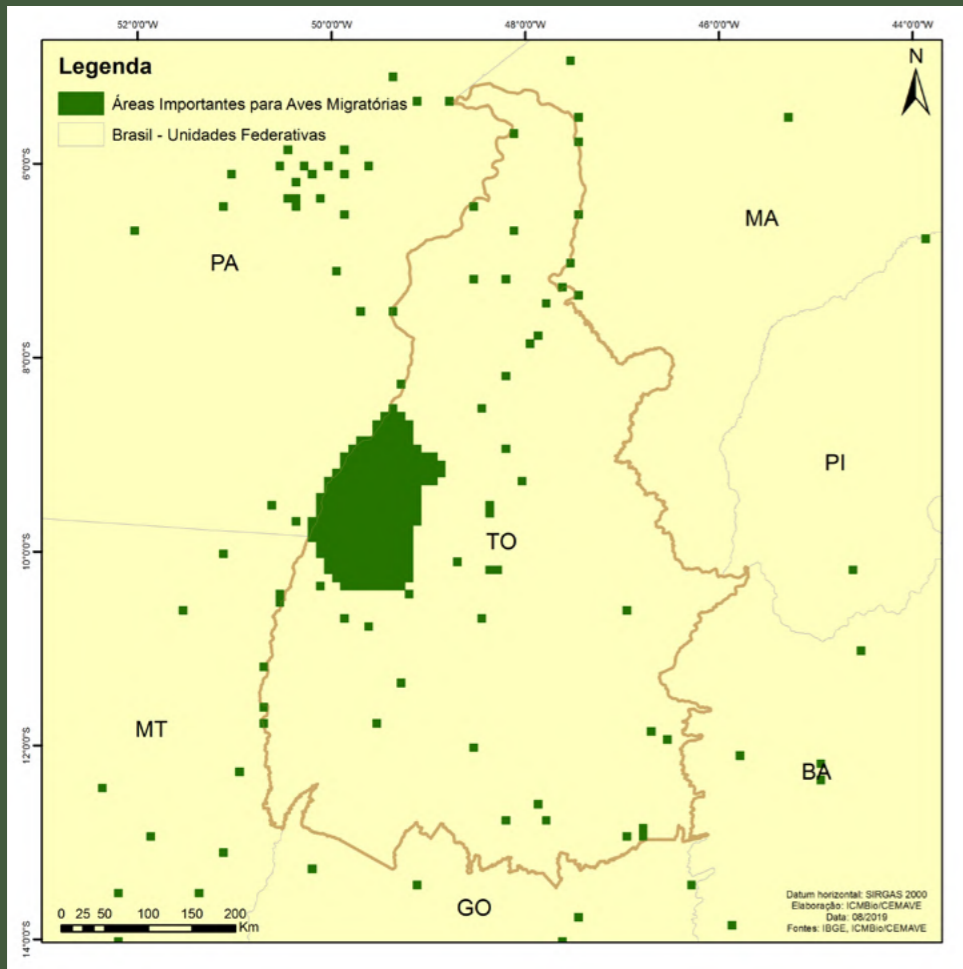 52°0'0"W 50°0'0"W 48°0'0"W 46°0'0"W 44°0'0"W
Legenda
Áreas Importantes para Aves Migratórias
Brasil - Unidades Federativas
N
6°0'0"S
MA
PA
8°0'0"S
PI
TO
10°0'0"S
MT
12°0'0"S
BA
GO
0 25 50 100 150 200
Km
Datum horizontal: SIRGAS 2000
Elaboração: ICMBio/CEMAVE
Data: 08/2019
Fontes: IBGE, ICMBio/CEMAVE
14°0'0"S